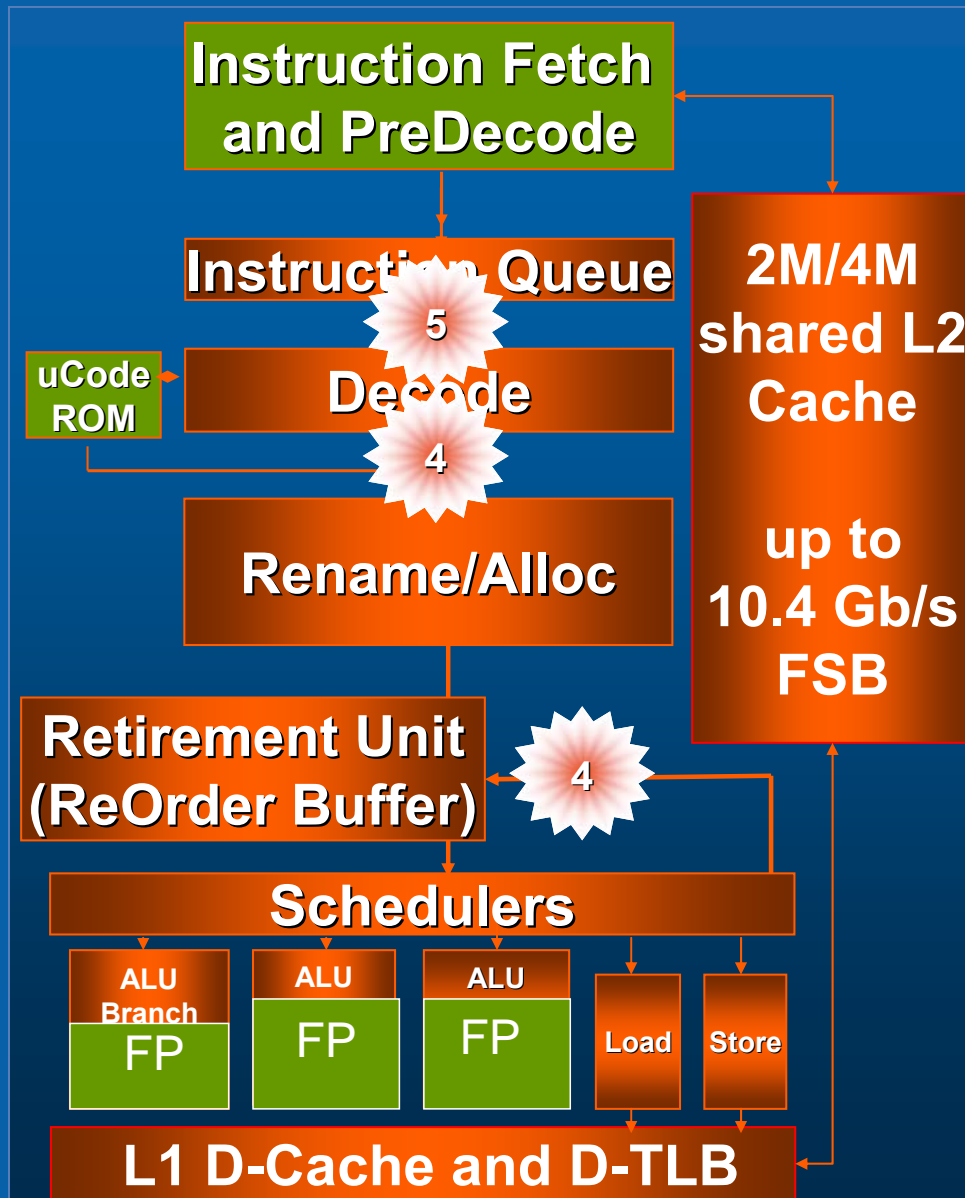 Instruction Fetch
and PreDecode
Instruction Queue
5
uCode
ROM
Decode
4
Rename/Alloc
2M/4M
shared L2
Cache
up to
10.4 Gb/s
FSB
Retirement Unit
(ReOrder Buffer)
4
Schedulers
ALU
Branch
FP
ALU
FP
ALU
FP
Load
Store
L1 D-Cache and D-TLB